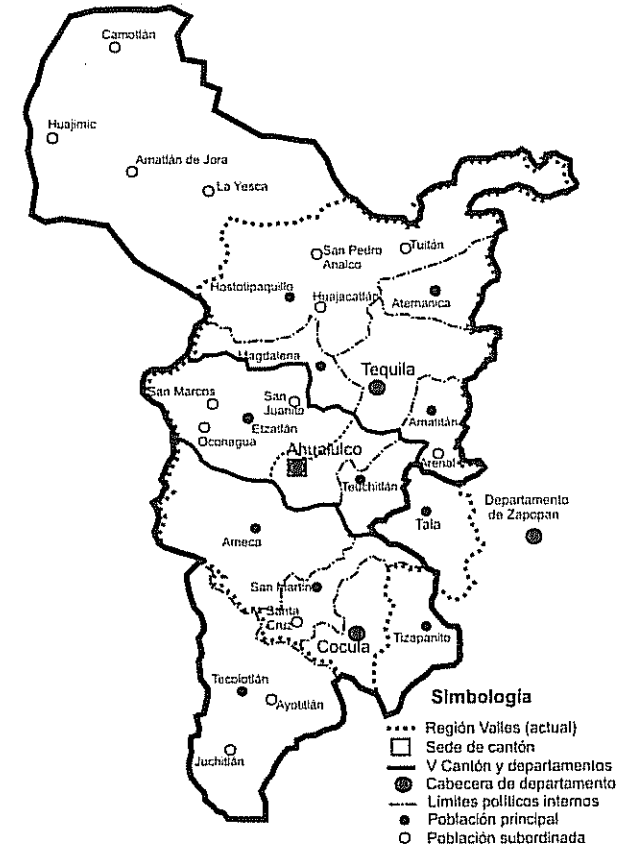 Camotlán
Huajimic
Amatlán de Jora
La Yesca
San Pedro
Analco
Tuitán
Hostotipaquillo
Huajacatlán
Atemanica
Magdalena
Tequila
San Marcos
San
Juanito
Etzatlán
Oconagua
Amatitán
Arenal
Ahualulco
Teuchitlán
Departamento
de Zapopan
Tala
Ameca
San Martín
M Santa
Cruz
Cocula
Tizapanito
Tecolotlán
Ayotitlán
Juchitlán
Simbología
Región Valles (actual)
Sede de cantón
V Cantón y departamentos
Cabecera de departamento
Límites políticos internos
Población principal
Población subordinada